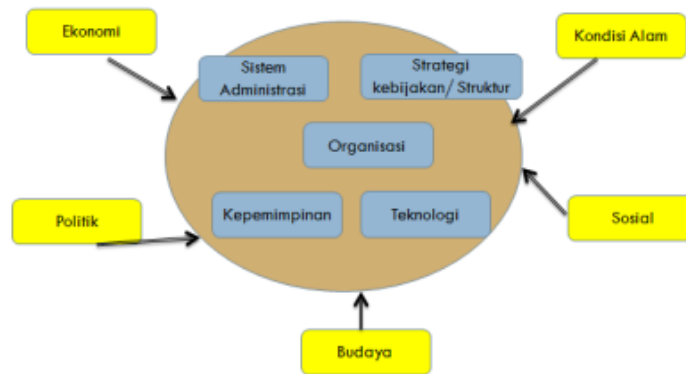 Ekonomi
Kondisi Alam
Sistem
Administrasi
Strategi
kebijakan/ Struktur
Organisasi
Kepemimpinan
Teknologi
Politik
Sosial
Budaya